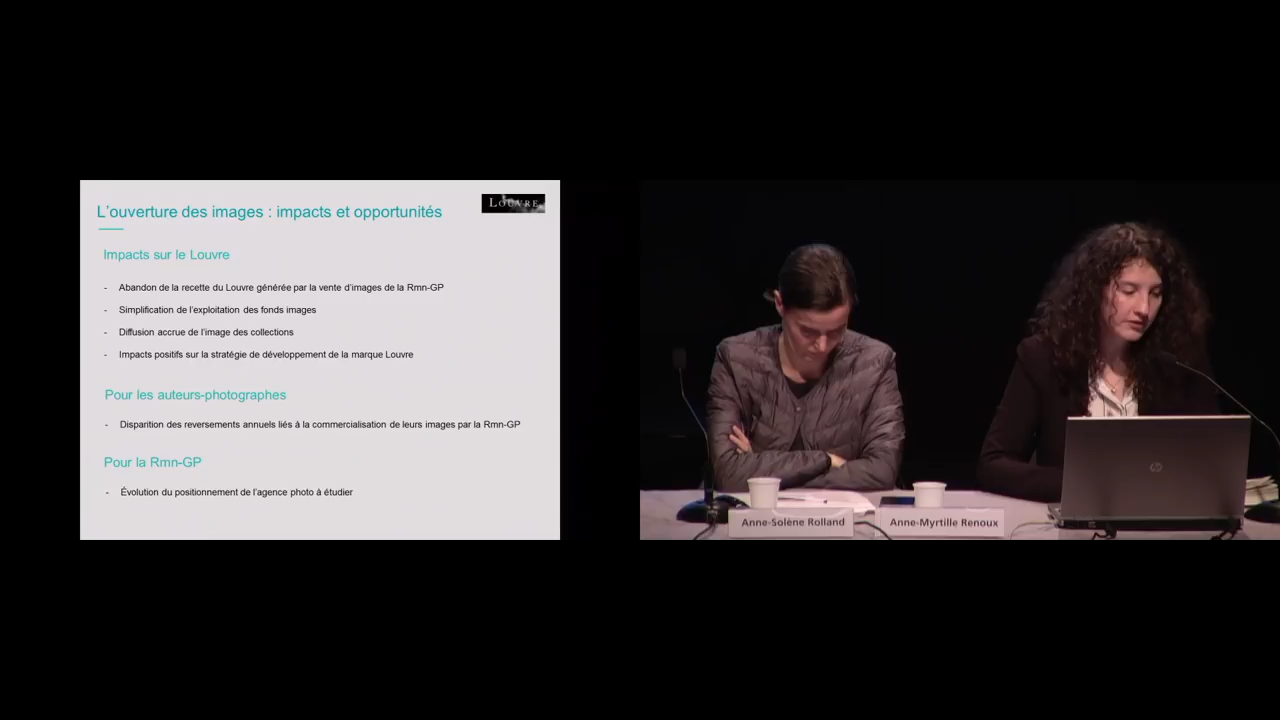 L'ouverture des images : impacts et opportunités
LOUVRE
Impacts sur le Louvre
- Abandon de la recette du Louvre générée par la vente d'images de la Rmn-GP
- Simplification de l'exploitation des fonds images
- Diffusion accrue de l'image des collections
- Impacts positifs sur la stratégie de développement de la marque Louvre
Pour les auteurs-photographes
- Disparition des reversements annuels liés à la commercialisation de leurs images par la Rmn-GP
Pour la Rmn-GP
- Évolution du positionnement de l'agence photo à étudier
Anne-Solène Rolland
Anne-Myrtille Renoux
hp